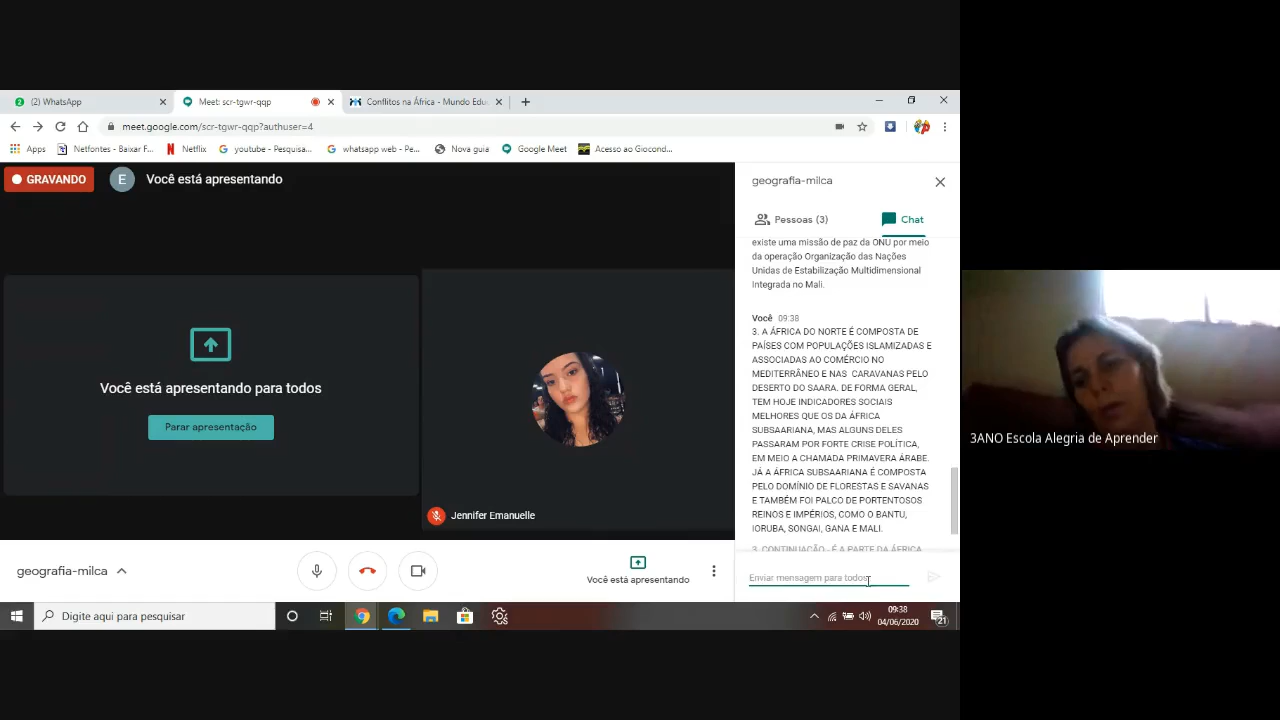 (2) WhatsApp
Meet: scr-tgwr-qqp
Conflitos na África - Mundo Edu
meet.google.com/scr-tgwr-qqp?authuser=4
Apps
Netfontes - Baixar F...
Netflix
youtube - Pesquisa...
whatsapp web - Pe...
Nova guia
Google Meet
Acesso ao Giocond...
GRAVANDO
E
Você está apresentando
geografia-milca
Pessoas (3)
Chat
existe uma missão de paz da ONU por meio
da operação Organização das Nações
Unidas de Estabilização Multidimensional
Integrada no Mali.
Você 09:38
3. A ÁFRICA DO NORTE É COMPOSTA DE
PAÍSES COM POPULAÇÕES ISLAMIZADAS E
ASSOCIADAS AO COMÉRCIO NO
MEDITERRÂNEO E NAS CARAVANAS PELO
DESERTO DO SAARA. DE FORMA GERAL,
TEM HOJE INDICADORES SOCIAIS
MELHORES QUE OS DA ÁFRICA
SUBSAARIANA, MAS ALGUNS DELES
PASSARAM POR FORTE CRISE POLÍTICA,
EM MEIO A CHAMADA PRIMAVERA ÁRABE.
JÁ A ÁFRICA SUBSAARIANA É COMPOSTA
PELO DOMÍNIO DE FLORESTAS E SAVANAS
E TAMBÉM FOI PALCO DE PORTENTOSOS
REINOS E IMPÉRIOS, COMO O BANTU,
IORUBA, SONGAI, GANA E MALI.
3. CONTINUAÇÃO - É A PARTE DA ÁFRICA
Enviar mensagem para todos
Você está apresentando para todos
Parar apresentação
Jennifer Emanuelle
3ANO Escola Alegria de Aprender
geografia-milca
Você está apresentando
Digite aqui para pesquisar
09:38
04/06/2020
21